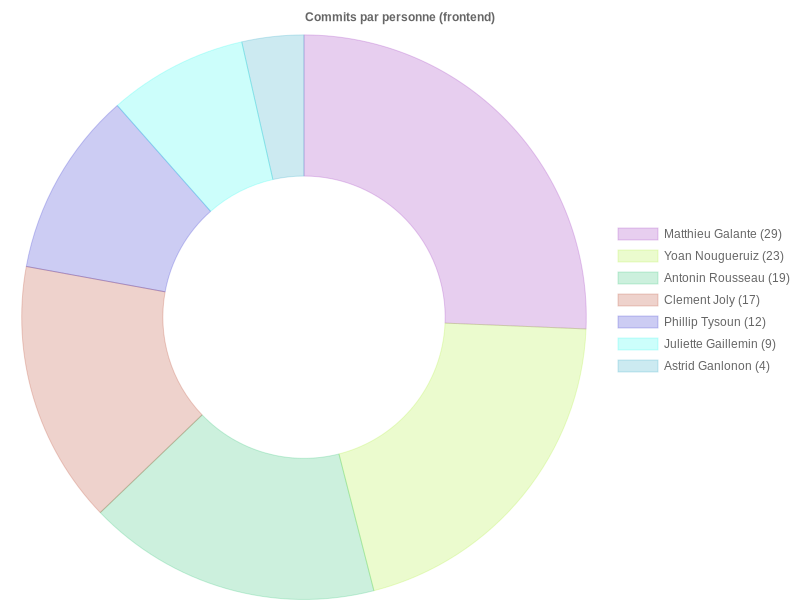 Commits par personne (frontend)
Matthieu Galante (29)
Yoan Nougueruiz (23)
Antonin Rousseau (19)
Clement Joly (17)
Phillip Tysoun (12)
Juliette Gaillemin (9)
Astrid Ganlonon (4)